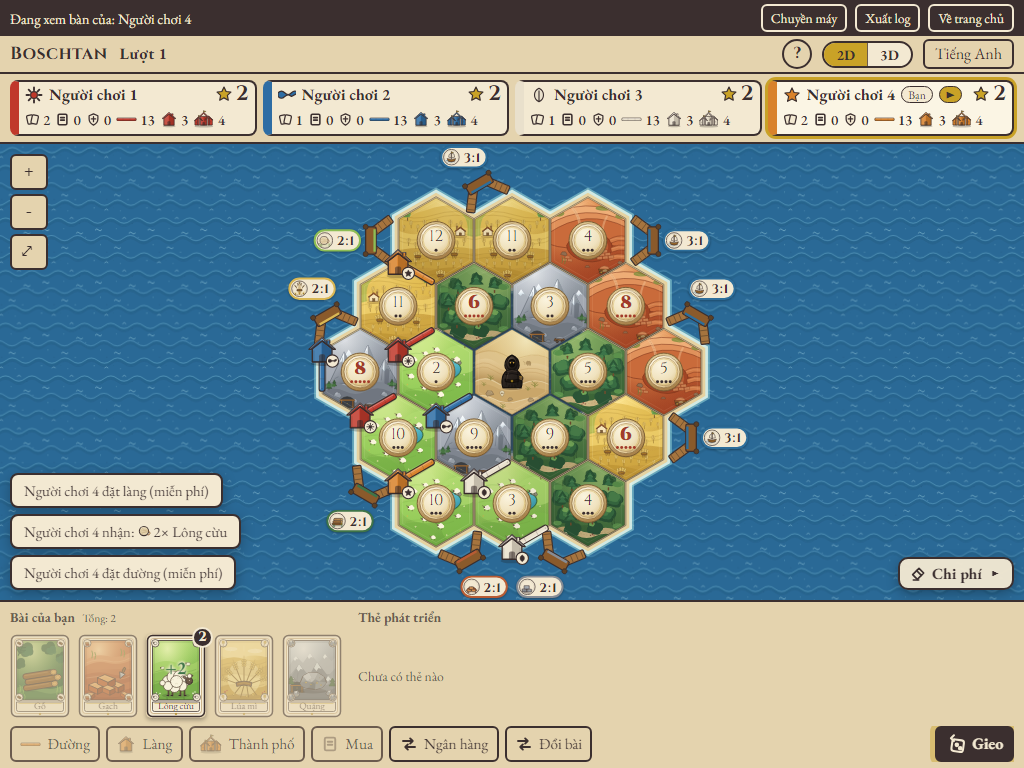 Đang xem bàn của: Người chơi 4
Chuyền máy
Xuất log
Về trang chủ
BOSCHTAN Lượt 1
?
2D 3D
Tiếng Anh
Người chơi 1 2
2 0 0 13 3 4
Người chơi 2 2
1 0 0 13 3 4
Người chơi 3 2
1 0 0 13 3 4
Người chơi 4 Bạn 2
2 0 0 13 3 4
+
-
3:1
2:1 12 11 4 3:1
2:1 11 6 3 8 3:1
8 2 5 5
10 9 9 6 3:1
10 3 4
2:1
2:1 2:1
Người chơi 4 đặt làng (miễn phí)
Người chơi 4 nhận: 2× Lông cừu
Người chơi 4 đặt đường (miễn phí)
Chi phí
Bài của bạn Tổng: 2
Thẻ phát triển
2
+2
Gỗ Gạch Lông cừu Lúa mì Quặng
Chưa có thẻ nào
Đường Làng Thành phố Mua Ngân hàng Đổi bài
Gieo